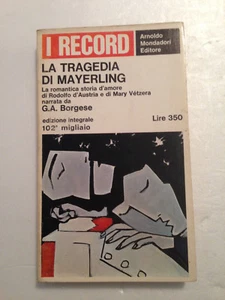 I RECORD
Arnoldo
Mondadori
Editore
LA TRAGEDIA
DI MAYERLING
La romantica storia d'amore
di Rodolfo d'Austria e di Mary Vétzera
narrata da
G.A. Borgese
edizione integrale
Lire 350
102° migliaio